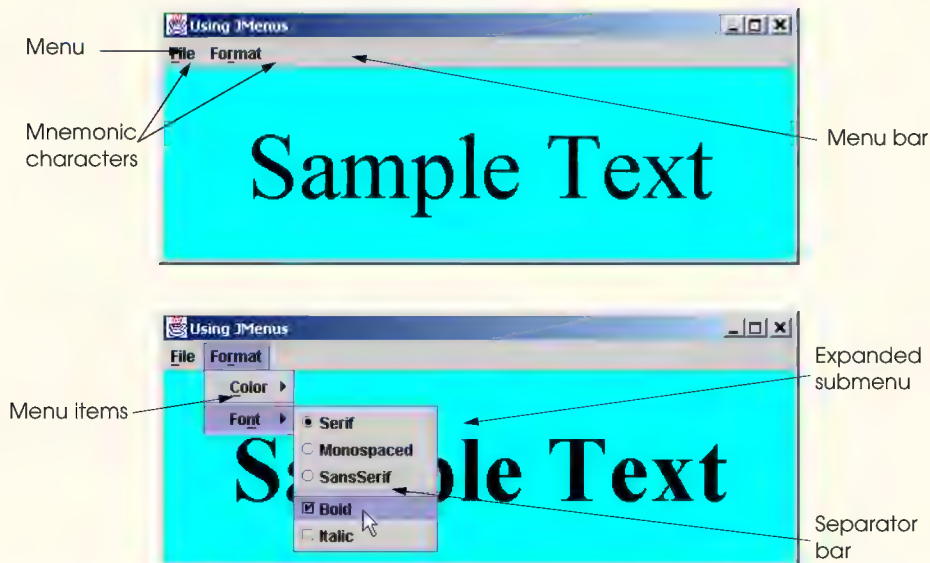 Using JMenus
Menu
File Format
Mnemonic
characters
Menu bar
Sample Text
Using JMenus
File Format
Expanded
submenu
Color
Menu items
Font
Serif
Monospaced
SansSerif
Sample Text
Bold
Italic
Separator
bar